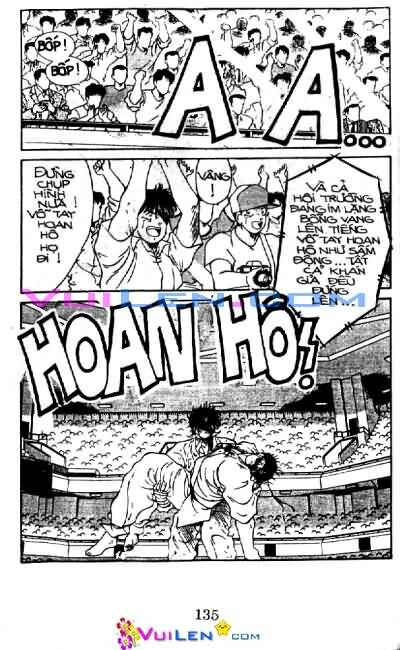 BỐP!
BỐP!
A A...
VÀ CẢ
HỘI TRƯỜNG
ĐANG IM LẶNG
BỖNG VANG
LÊN TIẾNG
VỖ TAY HOAN
HÔ NHƯ SẤM
ĐỘNG... TẤT
CẢ KHÁN
GIẢ ĐỀU
ĐỨNG
LÊN...
VÂNG
!
ĐỪNG
CHỤP
HÌNH
NỮA!
VỖ TAY
HOAN
HÔ
HỌ
ĐI!
VUILEN.COM
HOAN HÔ!
135
VUILEN.COM